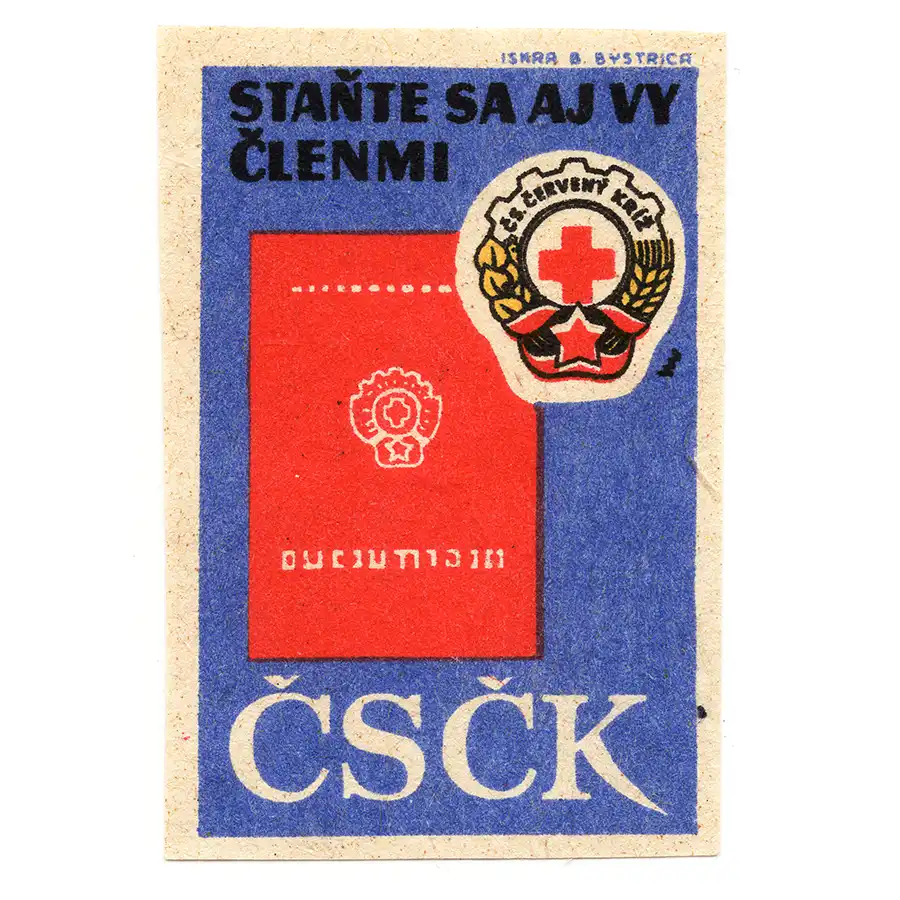 ISKRA B. BYSTRICA
STAŇTE SA AJ VY
ČLENMI
ČS. ČERVENÝ KRÍŽ
ČSČK